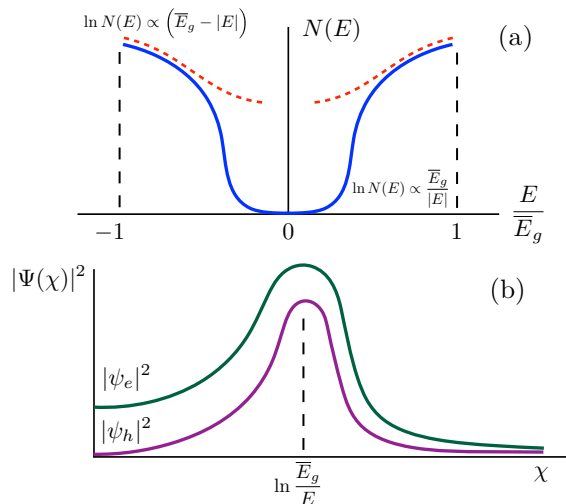 ln N(E) ∝ (E̅_g − |E|)
N(E)
(a)
ln N(E) ∝ E̅_g/|E|
E/E̅_g
−1
0
1
|Ψ(χ)|²
(b)
|ψ_e|²
|ψ_h|²
ln E̅_g/E
χ